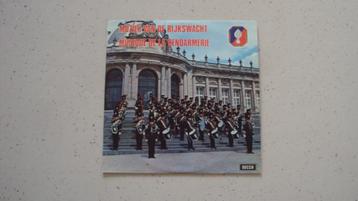 MUZIEK VAN DE RIJKSWACHT
MUSIQUE DE LA GENDARMERIE
DECCA